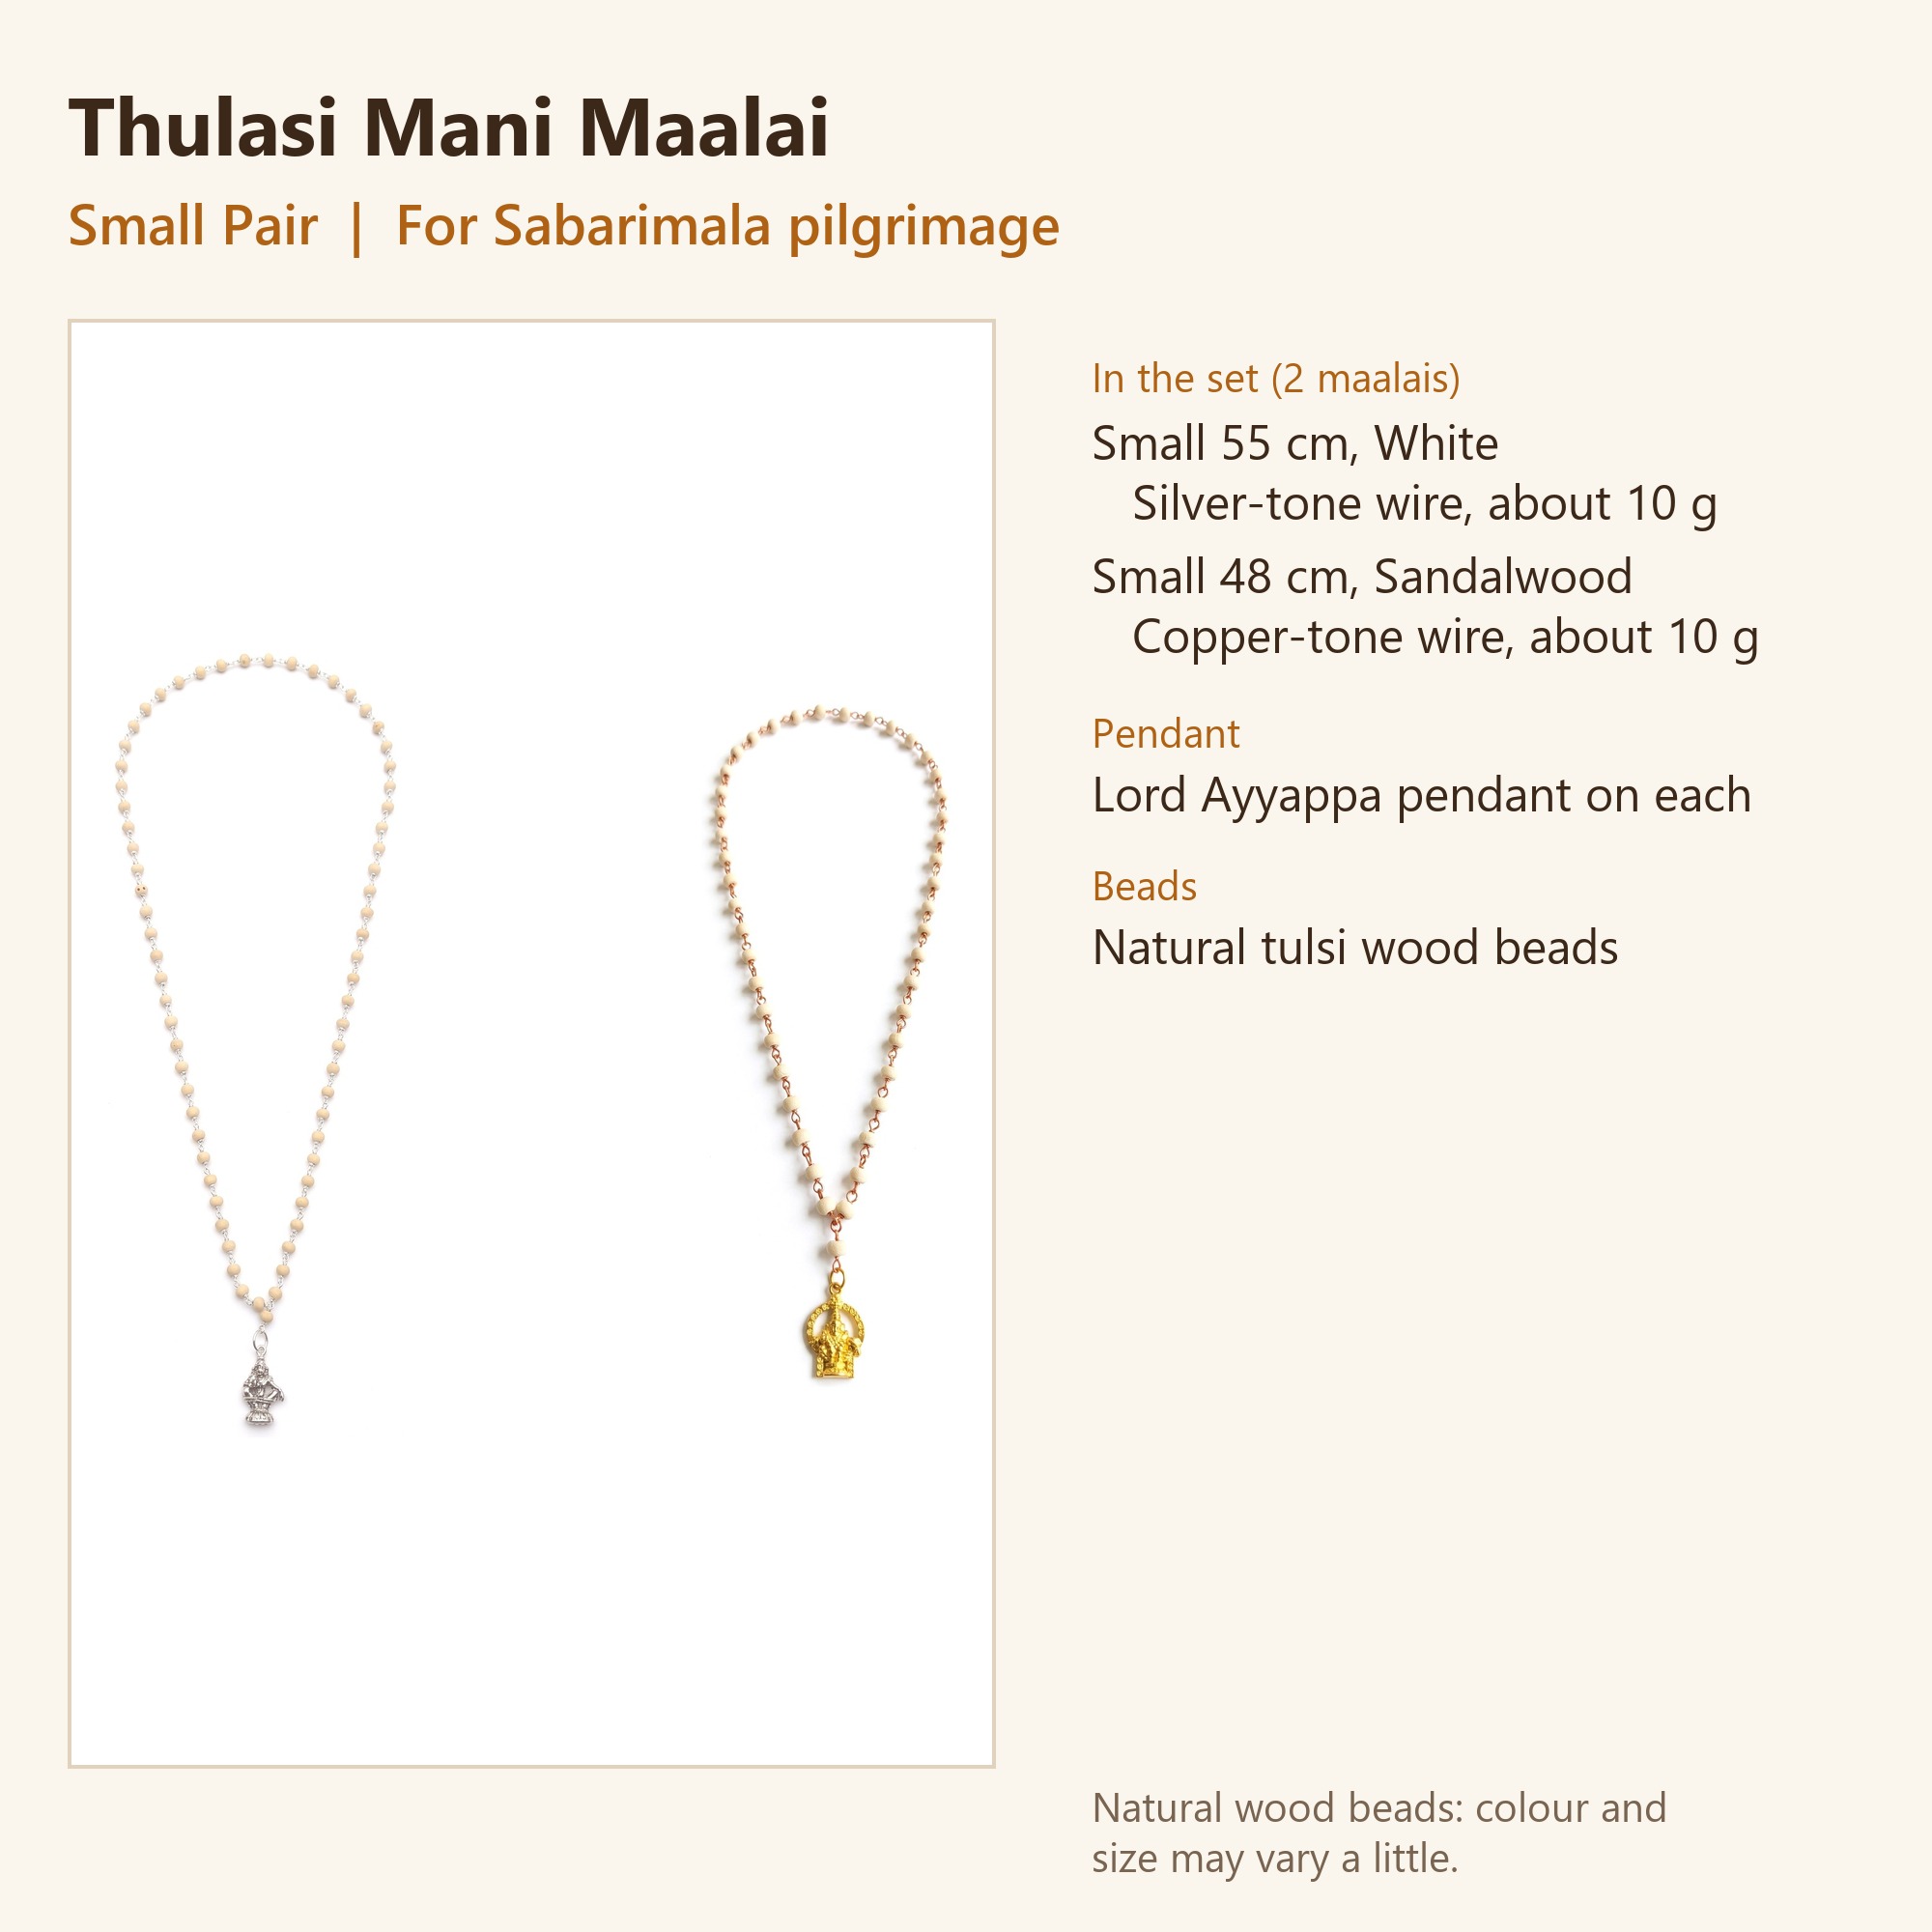 Thulasi Mani Maalai
Small Pair | For Sabarimala pilgrimage
In the set (2 maalais)
Small 55 cm, White
Silver-tone wire, about 10 g
Small 48 cm, Sandalwood
Copper-tone wire, about 10 g
Pendant
Lord Ayyappa pendant on each
Beads
Natural tulsi wood beads
Natural wood beads: colour and
size may vary a little.